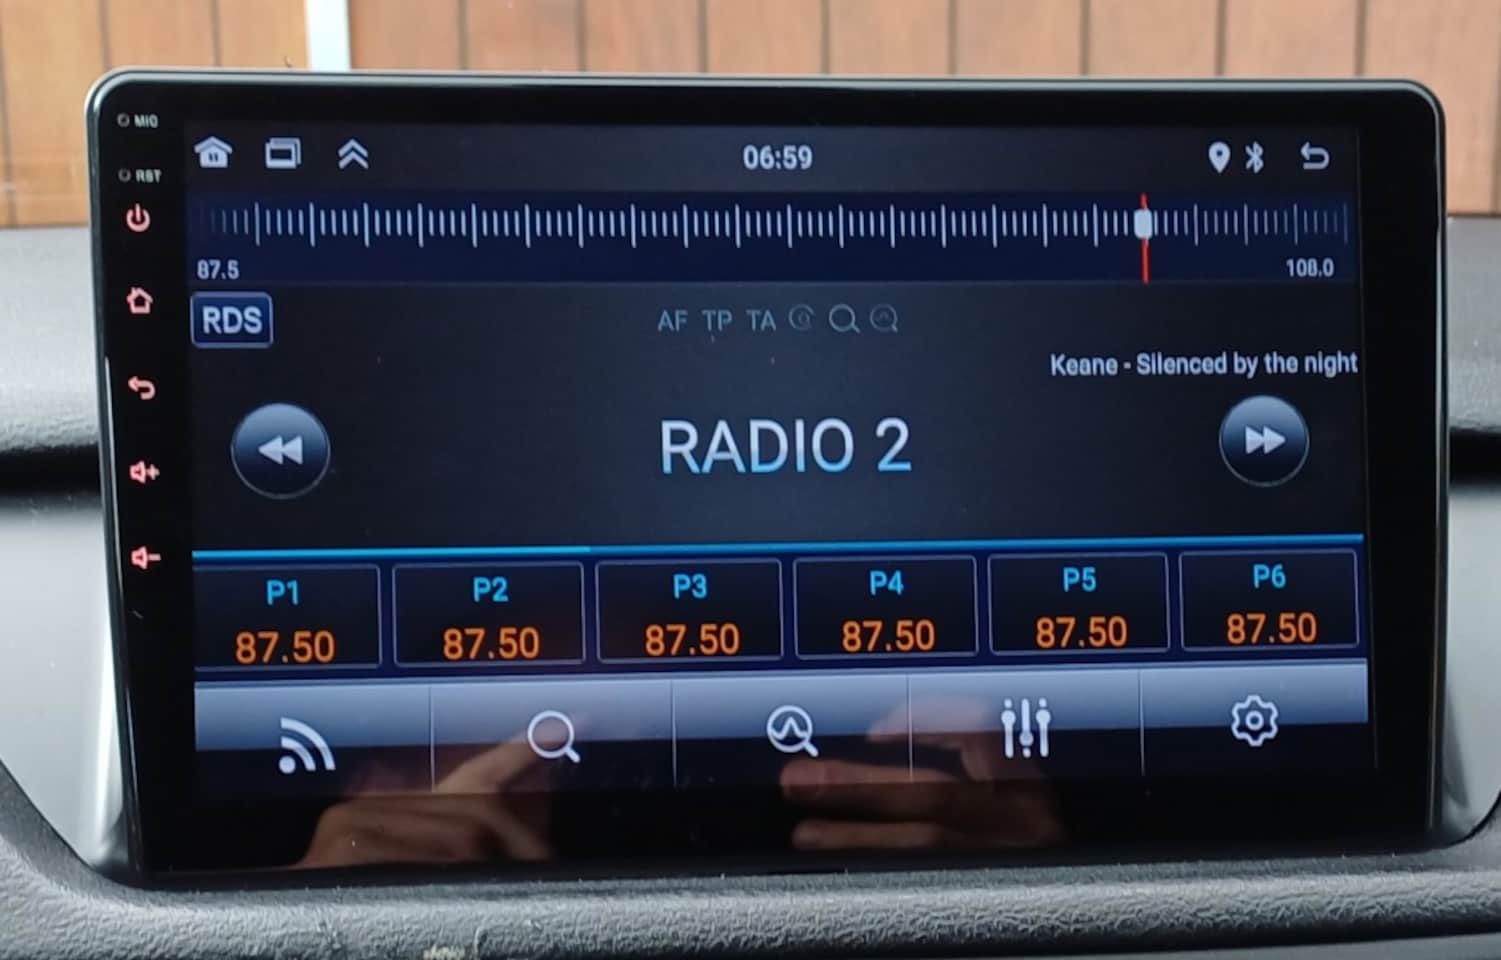 MIC
06:59
RST
87.5
108.0
RDS
AF TP TA
Keane - Silenced by the night
RADIO 2
P1 P2 P3 P4 P5 P6
87.50 87.50 87.50 87.50 87.50 87.50